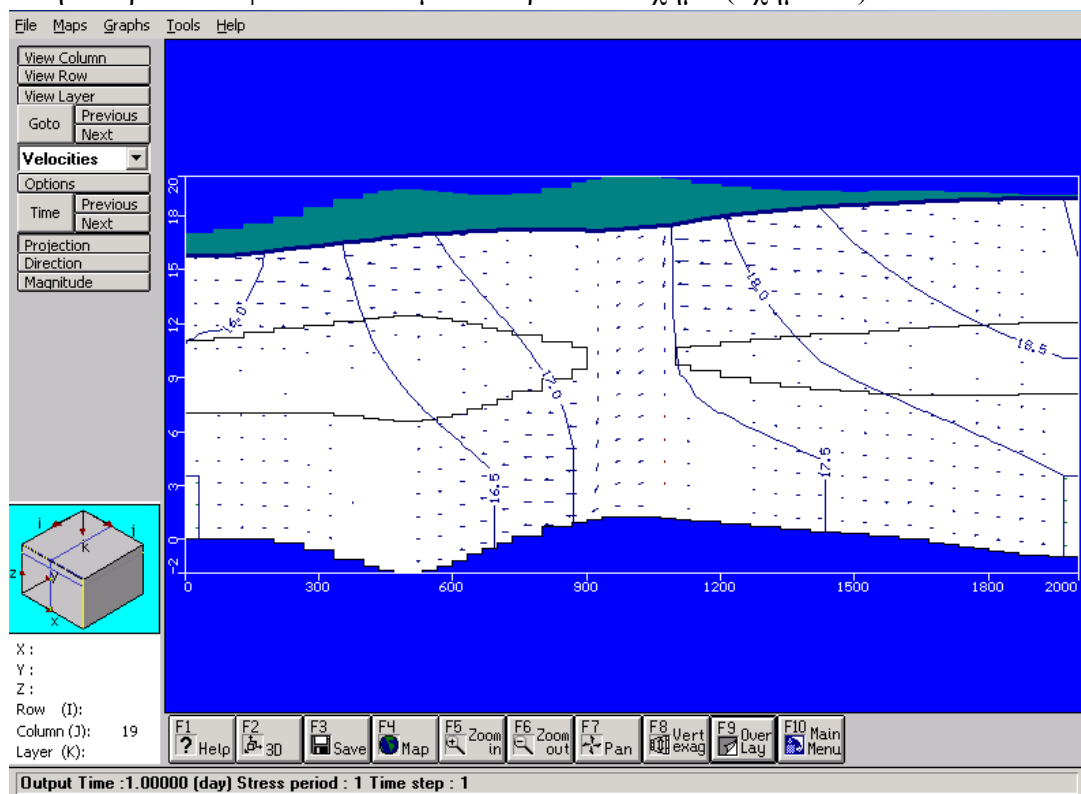 File Maps Graphs Tools Help
View Column
View Row
View Layer
Goto
Previous
Next
Velocities
Options
Time
Previous
Next
Projection
Direction
Magnitude
20
18
15
12
9
6
3
0
-2
0 300 600 900 1200 1500 1800 2000
16.0
17.0
16.5
18.0
18.5
17.5
i
j
k
z
y
x
X :
Y :
Z :
Row (I):
Column (J): 19
Layer (K):
F1 ? Help
F2 3D
F3 Save
F4 Map
F5 Zoom in
F6 Zoom out
F7 Pan
F8 Vert exag
F9 Over Lay
F10 Main Menu
Output Time :1.00000 (day) Stress period : 1 Time step : 1